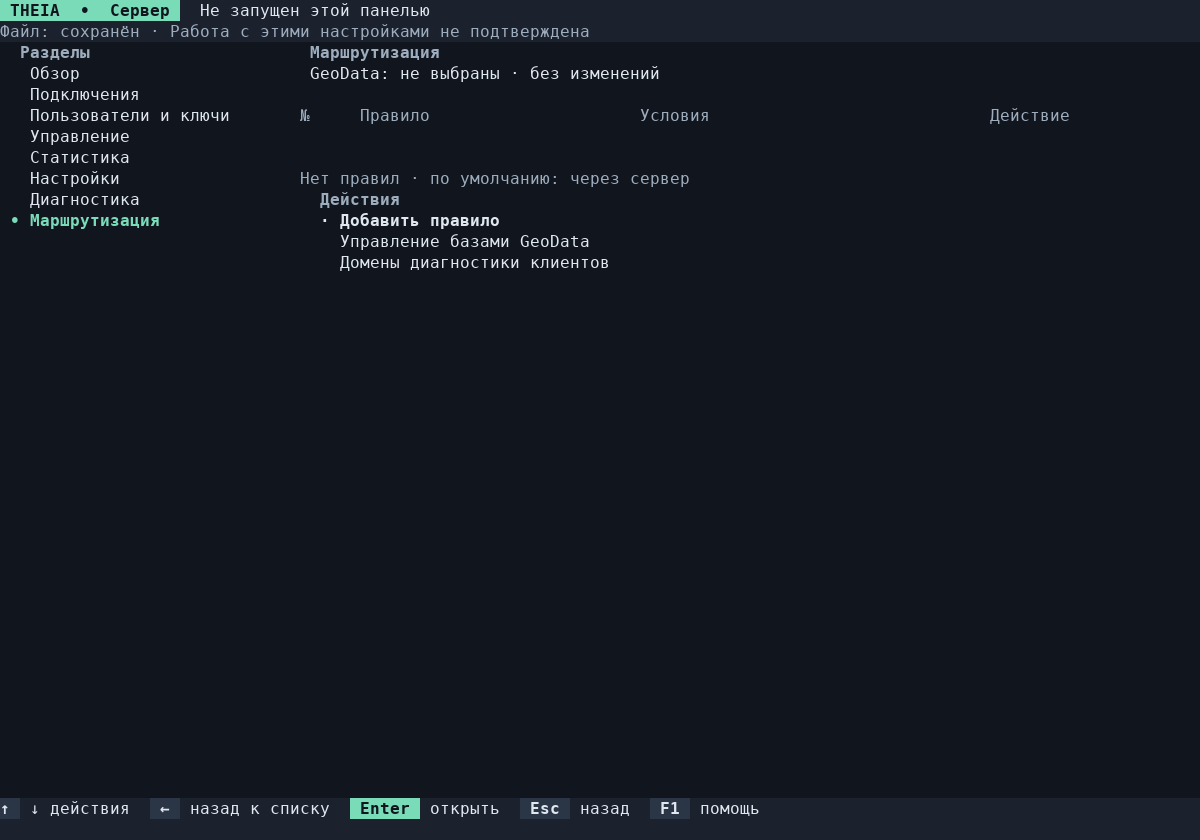 THEIA • Сервер Не запущен этой панелью
Файл: сохранён · Работа с этими настройками не подтверждена
Разделы Маршрутизация
Обзор GeoData: не выбраны · без изменений
Подключения
Пользователи и ключи № Правило Условия Действие
Управление
Статистика
Настройки Нет правил · по умолчанию: через сервер
Диагностика Действия
• Маршрутизация · Добавить правило
Управление базами GeoData
Домены диагностики клиентов
↑ ↓ действия ← назад к списку Enter открыть Esc назад F1 помощь